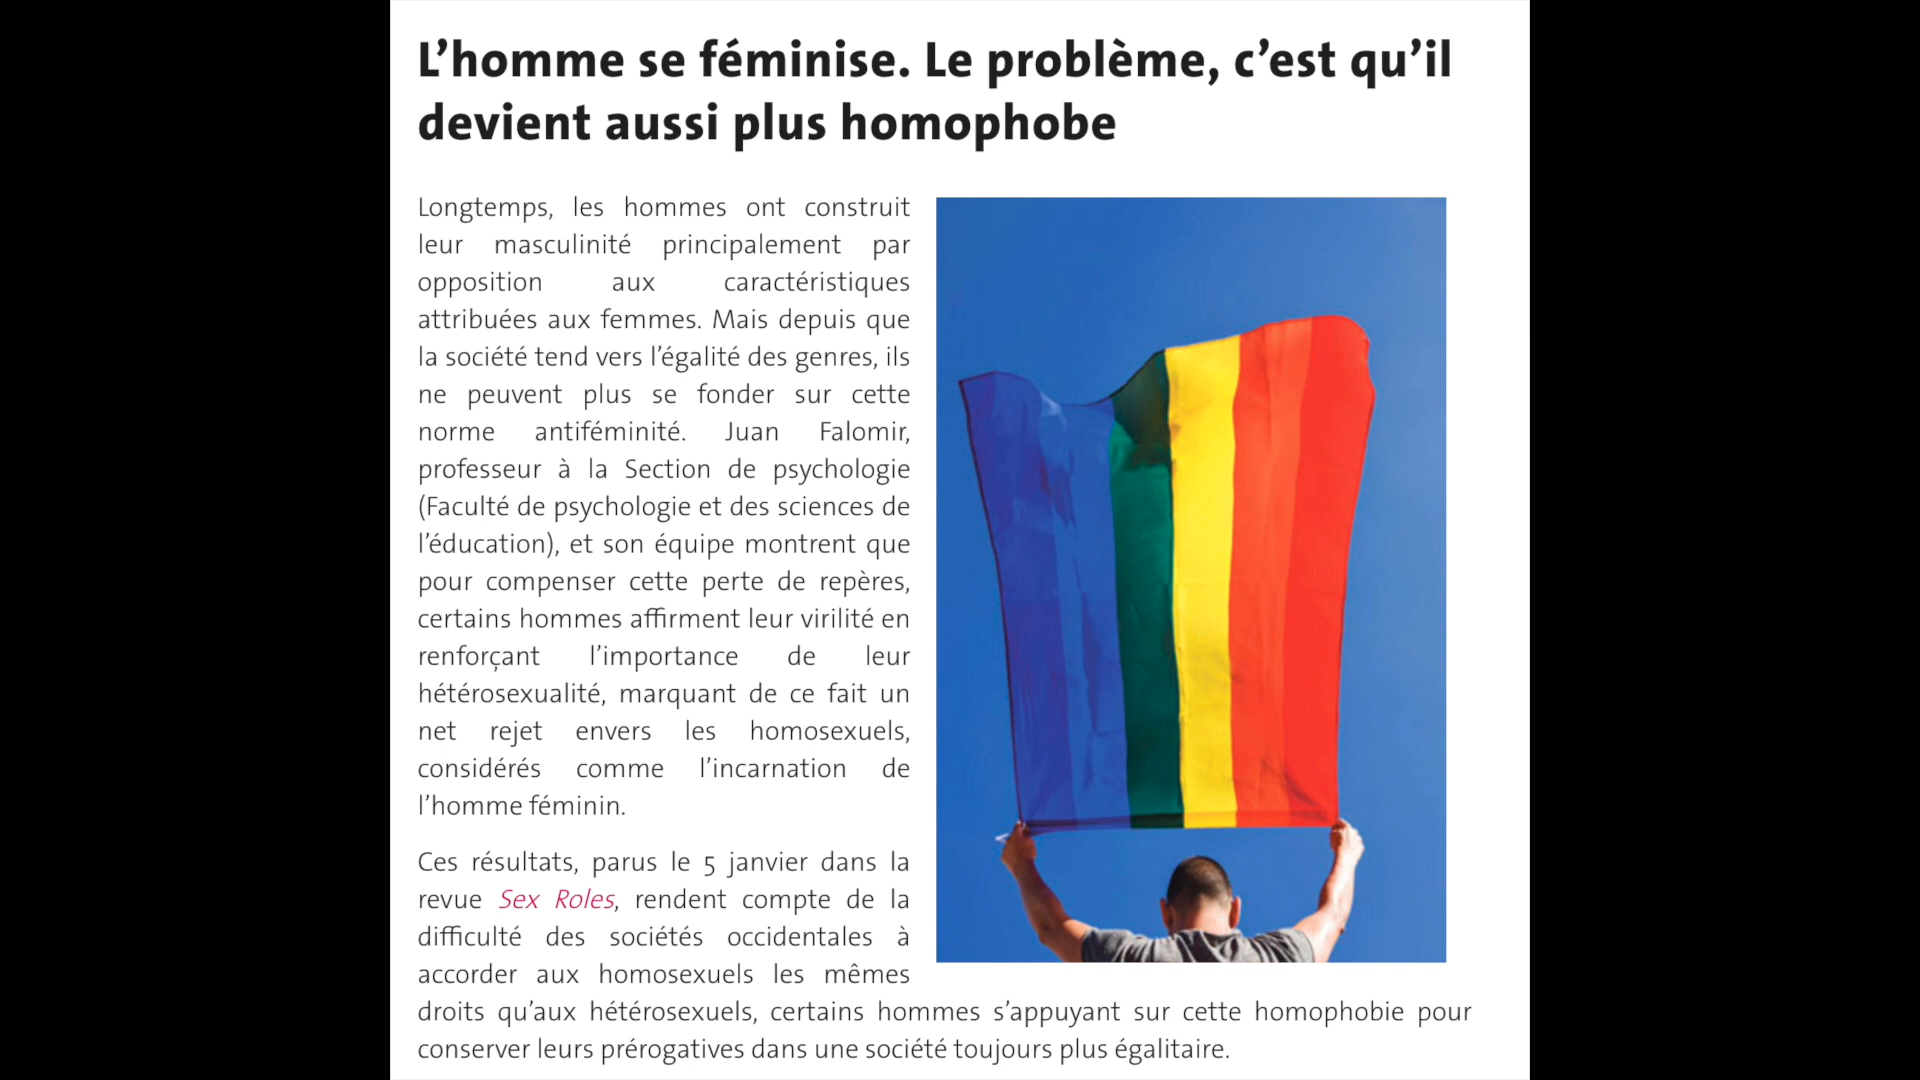 L’homme se féminise. Le problème, c’est qu’il
devient aussi plus homophobe
Longtemps, les hommes ont construit
leur masculinité principalement par
opposition aux caractéristiques
attribuées aux femmes. Mais depuis que
la société tend vers l’égalité des genres, ils
ne peuvent plus se fonder sur cette
norme antiféminité. Juan Falomir,
professeur à la Section de psychologie
(Faculté de psychologie et des sciences de
l’éducation), et son équipe montrent que
pour compenser cette perte de repères,
certains hommes affirment leur virilité en
renforçant l’importance de leur
hétérosexualité, marquant de ce fait un
net rejet envers les homosexuels,
considérés comme l’incarnation de
l’homme féminin.
Ces résultats, parus le 5 janvier dans la
revue Sex Roles, rendent compte de la
difficulté des sociétés occidentales à
accorder aux homosexuels les mêmes
droits qu’aux hétérosexuels, certains hommes s’appuyant sur cette homophobie pour
conserver leurs prérogatives dans une société toujours plus égalitaire.